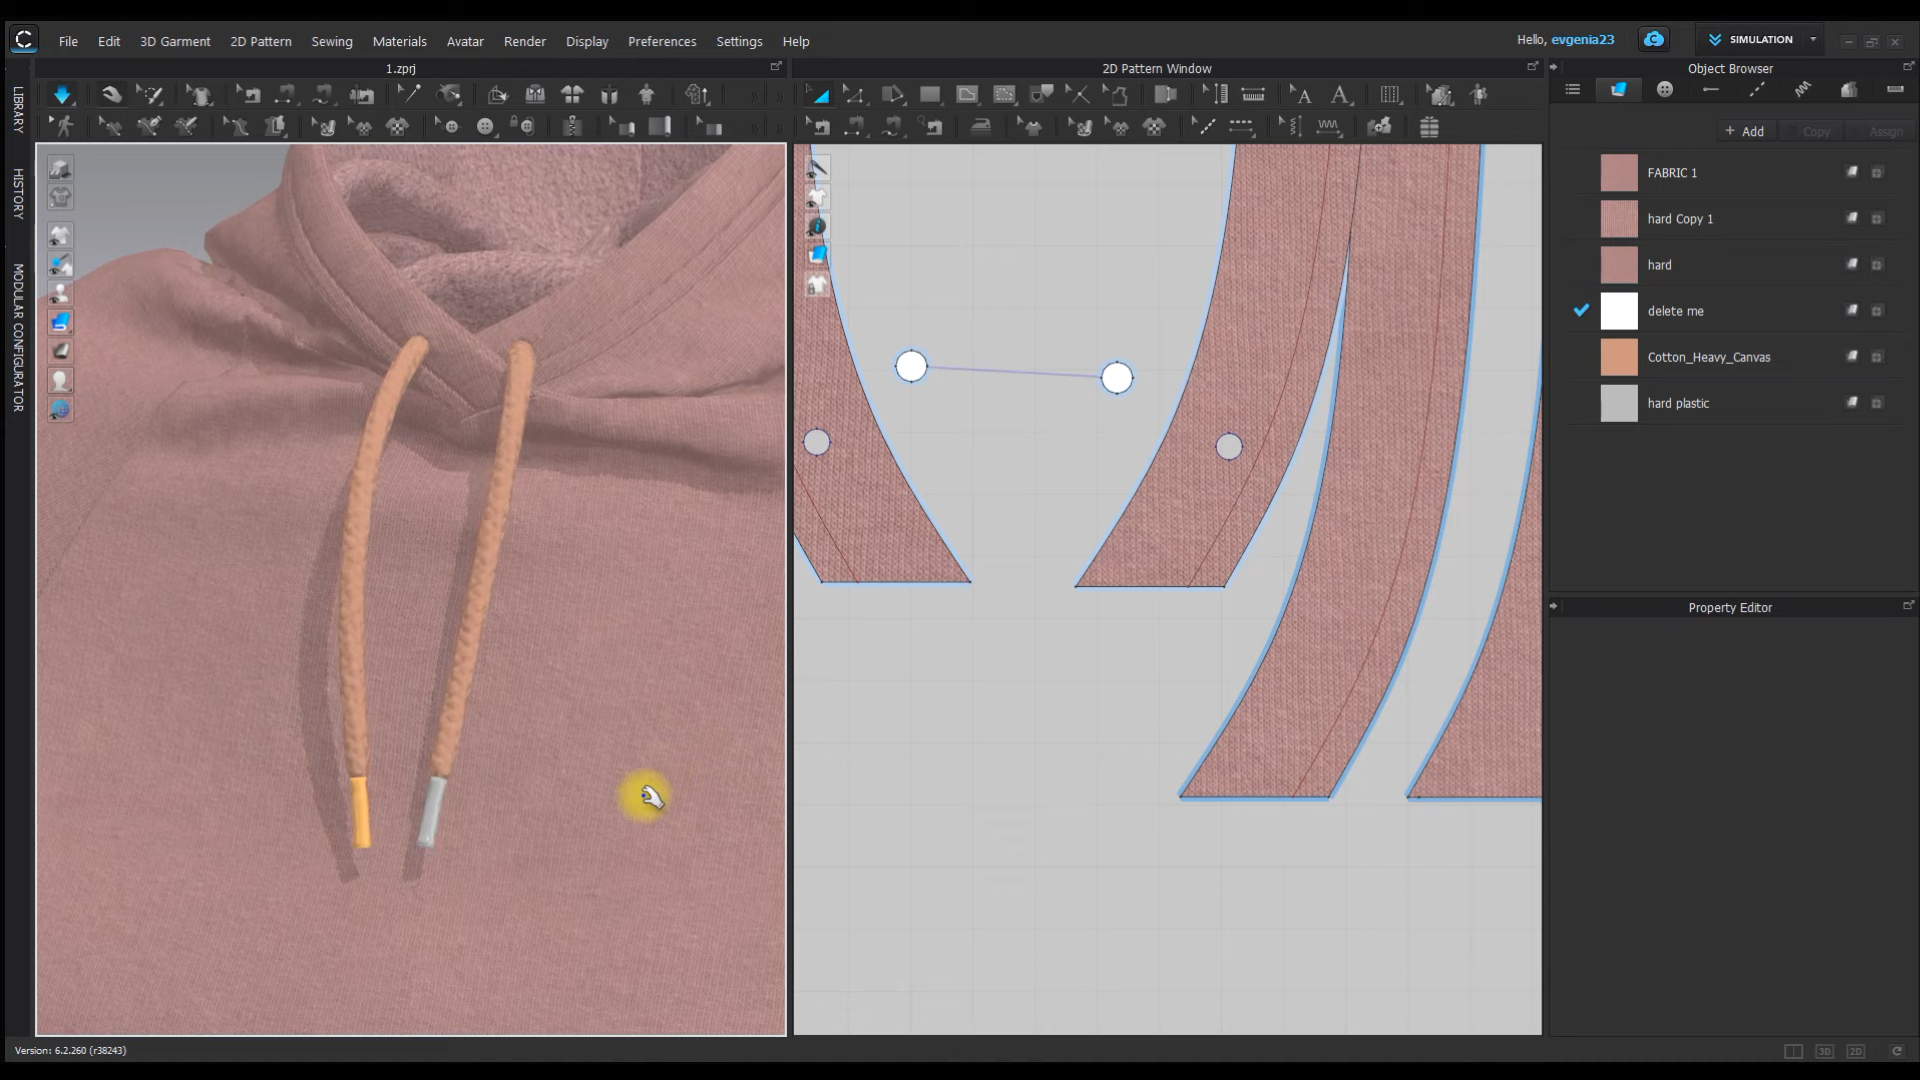 File Edit 3D Garment 2D Pattern Sewing Materials Avatar Render Display Preferences Settings Help
Hello, evgenia23
SIMULATION
1.zprj
2D Pattern Window
Object Browser
LIBRARY
HISTORY
MODULAR CONFIGURATOR
+ Add Copy Assign
FABRIC 1
hard Copy 1
hard
delete me
Cotton_Heavy_Canvas
hard plastic
Property Editor
Version: 6.2.260 (r38243)
3D 2D